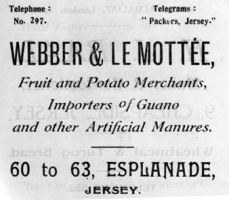 Telephone : Telegrams :
No. 297. "Packers, Jersey."
WEBBER & LE MOTTÉE,
Fruit and Potato Merchants,
Importers of Guano
and other Artificial Manures.
60 to 63, ESPLANADE,
JERSEY.